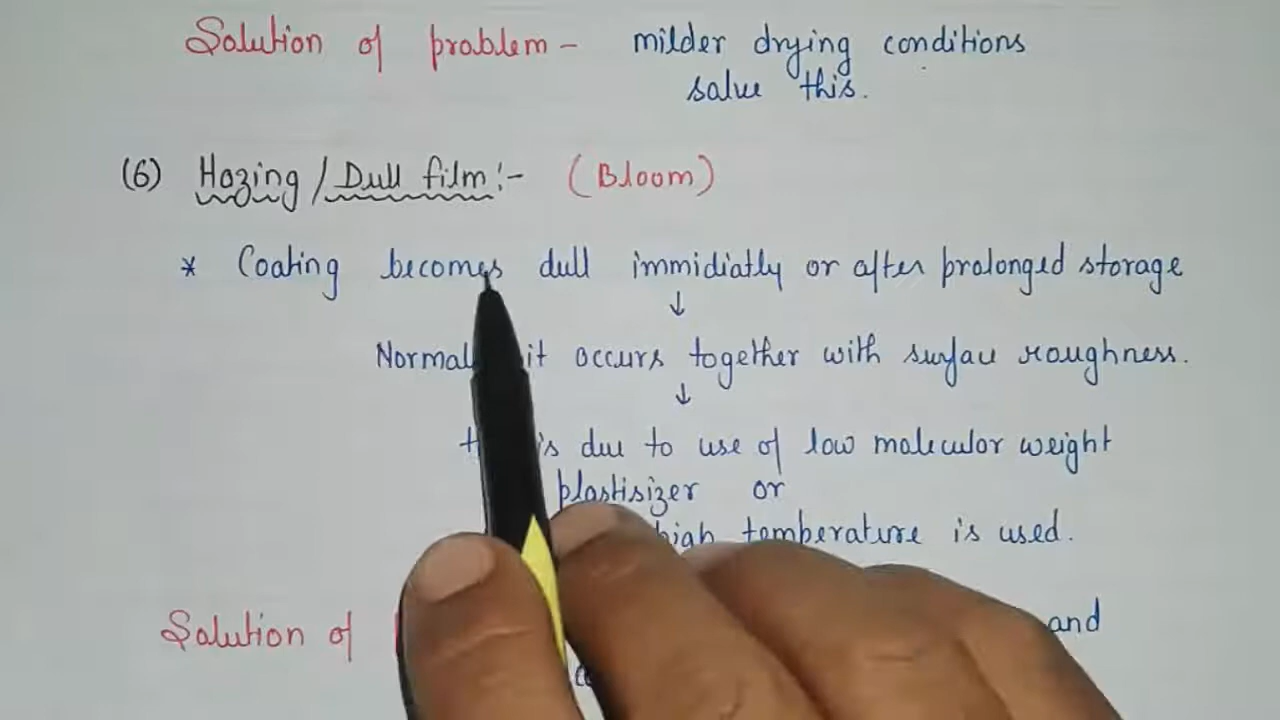 Solution of problem - milder drying conditions
solve this.
(6) Hazing / Dull film :- (Bloom)
* Coating becomes dull immidiatly or after prolonged storage
↓
it occurs together with surface roughness.
↓
is due to use of low moleculor weight
plastisizer or
high temperature is used.
Solution of and